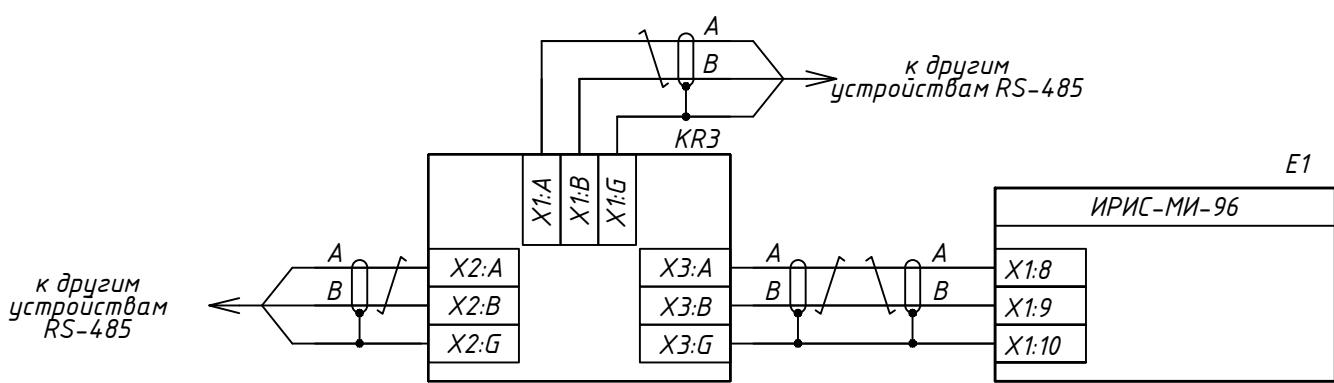 A
B
к другим
устройствам RS-485
KR3
E1
X1:A
X1:B
X1:G
ИРИС-МИ-96
к другим
устройствам
RS-485
A
B
X2:A
X2:B
X2:G
X3:A
X3:B
X3:G
A
B
A
B
X1:8
X1:9
X1:10